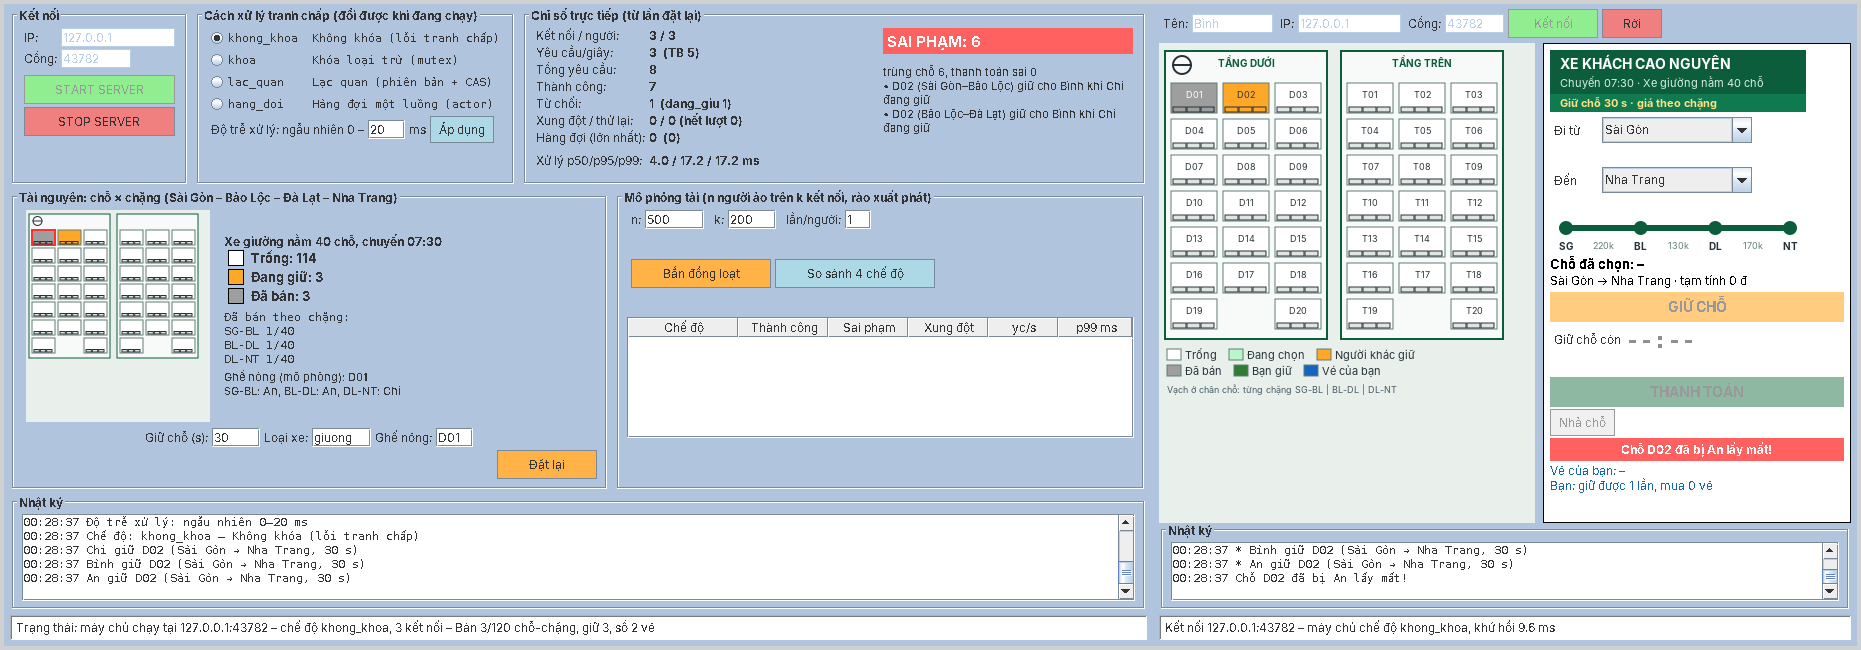 Kết nối
IP: 127.0.0.1
Cổng: 43782
START SERVER
STOP SERVER
Cách xử lý tranh chấp (đổi được khi đang chạy)
khong_khoa Không khóa (lỗi tranh chấp)
khoa Khóa loại trừ (mutex)
lac_quan Lạc quan (phiên bản + CAS)
hang_doi Hàng đợi một luồng (actor)
Độ trễ xử lý: ngẫu nhiên 0 – 20 ms Áp dụng
Chỉ số trực tiếp (từ lần đặt lại)
Kết nối / người: 3 / 3
Yêu cầu/giây: 3 (TB 5)
Tổng yêu cầu: 8
Thành công: 7
Từ chối: 1 (dang_giu 1)
Xung đột / thử lại: 0 / 0 (hết lượt 0)
Hàng đợi (lớn nhất): 0 (0)
Xử lý p50/p95/p99: 4.0 / 17.2 / 17.2 ms
SAI PHẠM: 6
trùng chỗ 6, thanh toán sai 0
• D02 (Sài Gòn–Bảo Lộc) giữ cho Bình khi Chi
đang giữ
• D02 (Bảo Lộc–Đà Lạt) giữ cho Bình khi Chi
đang giữ
Tài nguyên: chỗ × chặng (Sài Gòn – Bảo Lộc – Đà Lạt – Nha Trang)
Xe giường nằm 40 chỗ, chuyến 07:30
Trống: 114
Đang giữ: 3
Đã bán: 3
Đã bán theo chặng:
SG-BL 1/40
BL-DL 1/40
DL-NT 1/40
Ghế nóng (mô phỏng): D01
SG-BL: An, BL-DL: An, DL-NT: Chi
Giữ chỗ (s): 30 Loại xe: giuong Ghế nóng: D01
Đặt lại
Mô phỏng tải (n người ảo trên k kết nối, rào xuất phát)
n: 500 k: 200 lần/người: 1
Bắn đồng loạt So sánh 4 chế độ
Chế độ Thành công Sai phạm Xung đột yc/s p99 ms
Nhật ký
00:28:37 Độ trễ xử lý: ngẫu nhiên 0–20 ms
00:28:37 Chế độ: khong_khoa — Không khóa (lỗi tranh chấp)
00:28:37 Chi giữ D02 (Sài Gòn → Nha Trang, 30 s)
00:28:37 Bình giữ D02 (Sài Gòn → Nha Trang, 30 s)
00:28:37 An giữ D02 (Sài Gòn → Nha Trang, 30 s)
Trạng thái: máy chủ chạy tại 127.0.0.1:43782 – chế độ khong_khoa, 3 kết nối – Bán 3/120 chỗ-chặng, giữ 3, sổ 2 vé
Tên: Bình IP: 127.0.0.1 Cổng: 43782 Kết nối Rời
TẦNG DƯỚI TẦNG TRÊN
D01 D02 D03 T01 T02 T03
D04 D05 D06 T04 T05 T06
D07 D08 D09 T07 T08 T09
D10 D11 D12 T10 T11 T12
D13 D14 D15 T13 T14 T15
D16 D17 D18 T16 T17 T18
D19 D20 T19 T20
Trống Đang chọn Người khác giữ
Đã bán Bạn giữ Vé của bạn
Vạch ở chân chỗ: từng chặng SG-BL | BL-DL | DL-NT
XE KHÁCH CAO NGUYÊN
Chuyến 07:30 · Xe giường nằm 40 chỗ
Giữ chỗ 30 s · giá theo chặng
Đi từ Sài Gòn
Đến Nha Trang
SG 220k BL 130k DL 170k NT
Chỗ đã chọn: –
Sài Gòn → Nha Trang · tạm tính 0 đ
GIỮ CHỖ
Giữ chỗ còn --:--
THANH TOÁN
Nhả chỗ
Chỗ D02 đã bị An lấy mất!
Vé của bạn: –
Bạn: giữ được 1 lần, mua 0 vé
Nhật ký
00:28:37 * Bình giữ D02 (Sài Gòn → Nha Trang, 30 s)
00:28:37 * An giữ D02 (Sài Gòn → Nha Trang, 30 s)
00:28:37 Chỗ D02 đã bị An lấy mất!
Kết nối 127.0.0.1:43782 – máy chủ chế độ khong_khoa, khứ hồi 9.6 ms